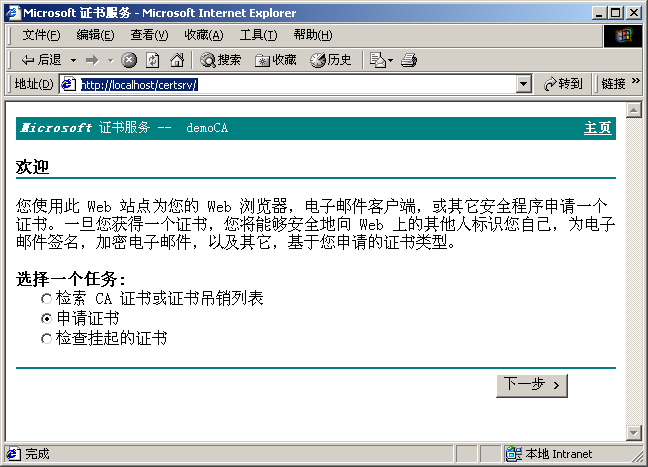 Microsoft 证书服务 - Microsoft Internet Explorer
文件(F) 编辑(E) 查看(V) 收藏(A) 工具(T) 帮助(H)
后退 搜索 收藏 历史
地址(D) http://localhost/certsrv/ 转到 链接 »
Microsoft 证书服务 -- demoCA 主页
欢迎
您使用此 Web 站点为您的 Web 浏览器，电子邮件客户端，或其它安全程序申请一个
证书。一旦您获得一个证书，您将能够安全地向 Web 上的其他人标识您自己，为电子
邮件签名，加密电子邮件，以及其它，基于您申请的证书类型。
选择一个任务:
检索 CA 证书或证书吊销列表
申请证书
检查挂起的证书
下一步 >
完成 本地 Intranet